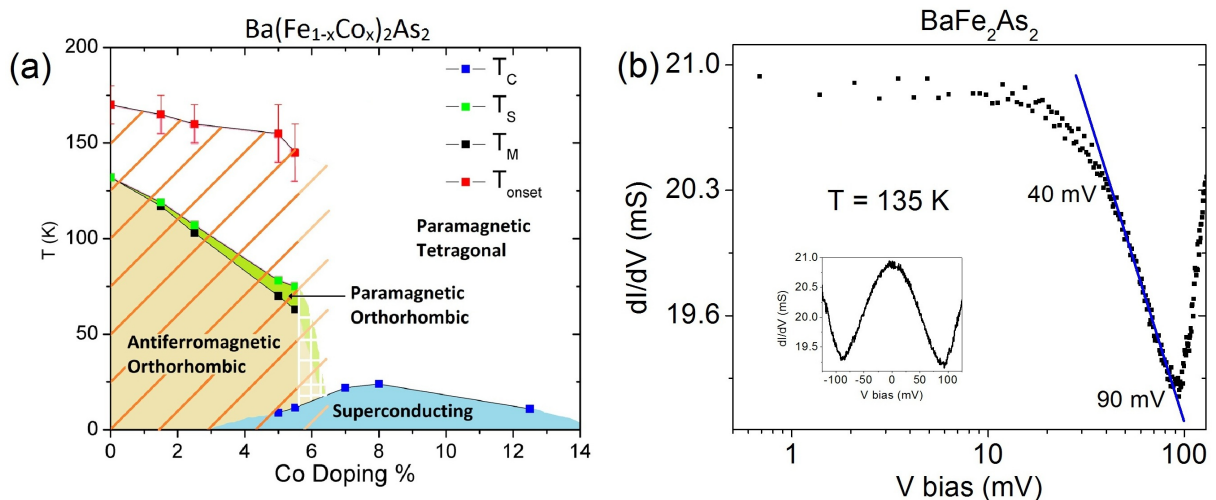 Ba(Fe1-xCox)2As2
(a)
200
150
100
50
0
T (K)
0 2 4 6 8 10 12 14
Co Doping %
TC
TS
TM
Tonset
Paramagnetic
Tetragonal
Paramagnetic
Orthorhombic
Antiferromagnetic
Orthorhombic
Superconducting
BaFe2As2
(b)
21.0
20.3
19.6
dI/dV (mS)
1 10 100
V bias (mV)
T = 135 K
40 mV
90 mV
21.0
20.5
20.0
19.5
dI/dV (mS)
-100 -50 0 50 100
V bias (mV)